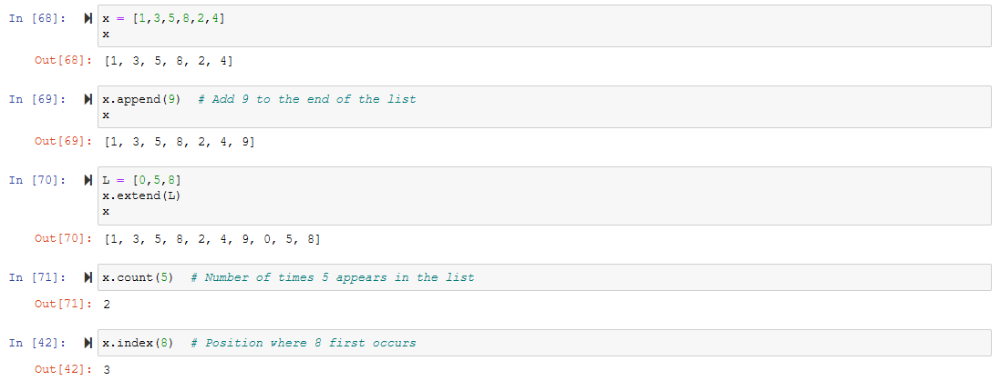 In [68]: x = [1,3,5,8,2,4]
x
Out[68]: [1, 3, 5, 8, 2, 4]
In [69]: x.append(9)  # Add 9 to the end of the list
x
Out[69]: [1, 3, 5, 8, 2, 4, 9]
In [70]: L = [0,5,8]
x.extend(L)
x
Out[70]: [1, 3, 5, 8, 2, 4, 9, 0, 5, 8]
In [71]: x.count(5)  # Number of times 5 appears in the list
Out[71]: 2
In [42]: x.index(8)  # Position where 8 first occurs
Out[42]: 3